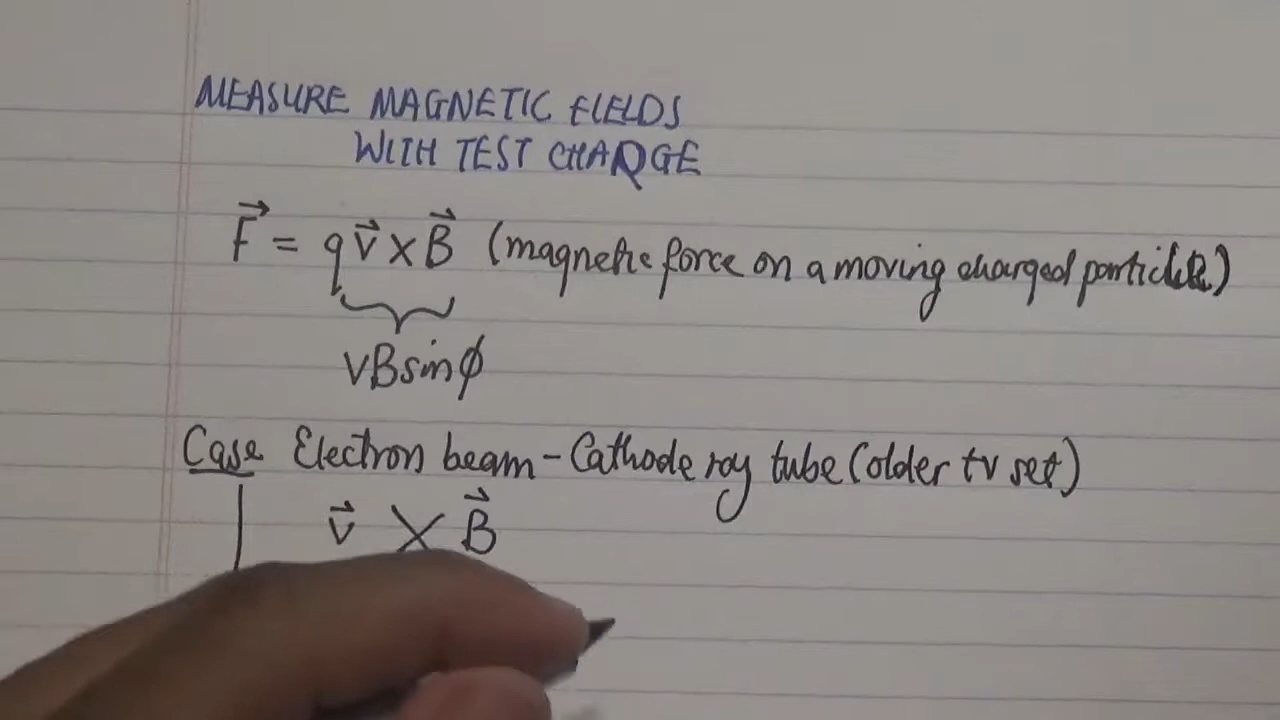 MEASURE MAGNETIC FIELDS
WITH TEST CHARGE
F⃗ = qv⃗ × B⃗ (magnetic force on a moving charged particle)
vBsinϕ
Case Electron beam - Cathode ray tube (older tv set)
v⃗ × B⃗